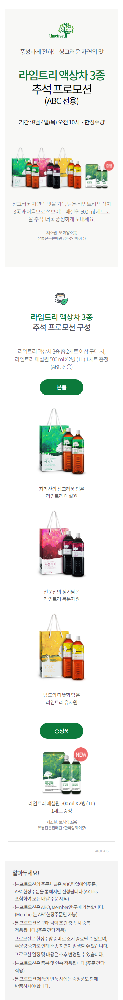 Limetree
풍성하게 전하는 싱그러운 자연의 맛
라임트리 액상차 3종
추석 프로모션
(ABC 전용)
기간 : 8월 4일(목) 오전 10시 ~ 한정수량
증정
싱그러운 자연의 맛을 가득 담은 라임트리 액상차
3종과 처음으로 선보이는 매실원 500 ml 세트로
올 추석, 더욱 풍성하게 보내세요.
제조원 : 보해양조㈜
유통전문판매원 : 한국암웨이㈜
라임트리 액상차 3종
추석 프로모션 구성
라임트리 액상차 3종 중 2세트 이상 구매 시,
라임트리 매실원 500 ml X 2병 (1 L) 1세트 증정
(ABC 전용)
본품
매실원
지리산의 싱그러움 담은
라임트리 매실원
복분자원
선운산의 정기담은
라임트리 복분자원
유자원
남도의 따뜻함 담은
라임트리 유자원
증정품
NEW
매실원
라임트리 매실원 500 ml X 2병 (1 L)
1세트 증정
제조원 : 보해양조㈜
유통전문판매원 : 한국암웨이㈜
AL001416
알아두세요!
- 본 프로모션의 주문채널은 ABC픽업예약주문,
ABC현장주문을 통해서만 진행됩니다.(A Cliks
포함하여 모든 배달 주문 제외)
- 본 프로모션은 ABO, Member만 구매 가능합니다.
(Member는 ABC현장주문만 가능)
- 본 프로모션은 구매 금액 조건 충족 시 중복
적용됩니다.(주문 건당 적용)
- 프로모션은 한정수량 준비로 조기 종료될 수 있으며,
주문량 증가로 인해 배송 지연이 발생할 수 있습니다.
- 프로모션 일정 및 내용은 추후 변경될 수 있습니다.
- 본 프로모션은 중복 및 연속 적용됩니다.(주문 건당
적용)
- 본 프로모션 제품의 반품 시에는 증정품도 함께
반품하셔야 합니다.